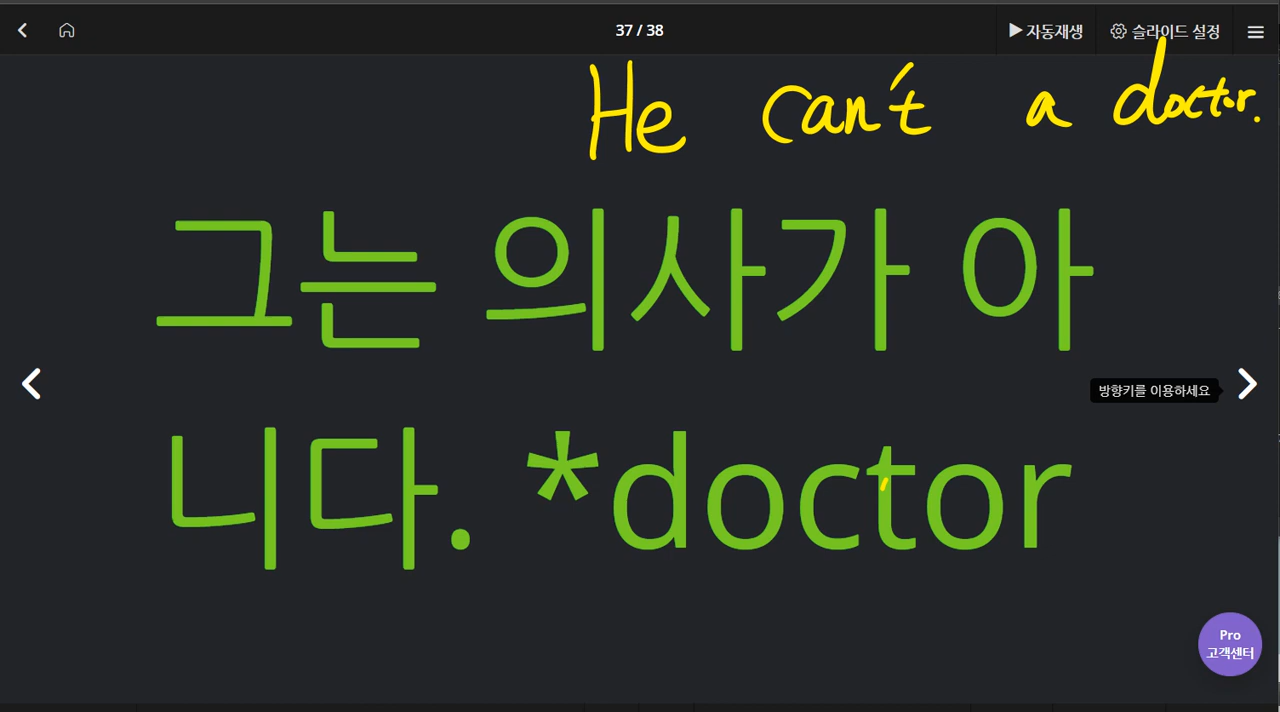 37 / 38
▶ 자동재생
슬라이드 설정
He can't a doctor.
그는 의사가 아
니다. *doctor
방향키를 이용하세요
Pro
고객센터